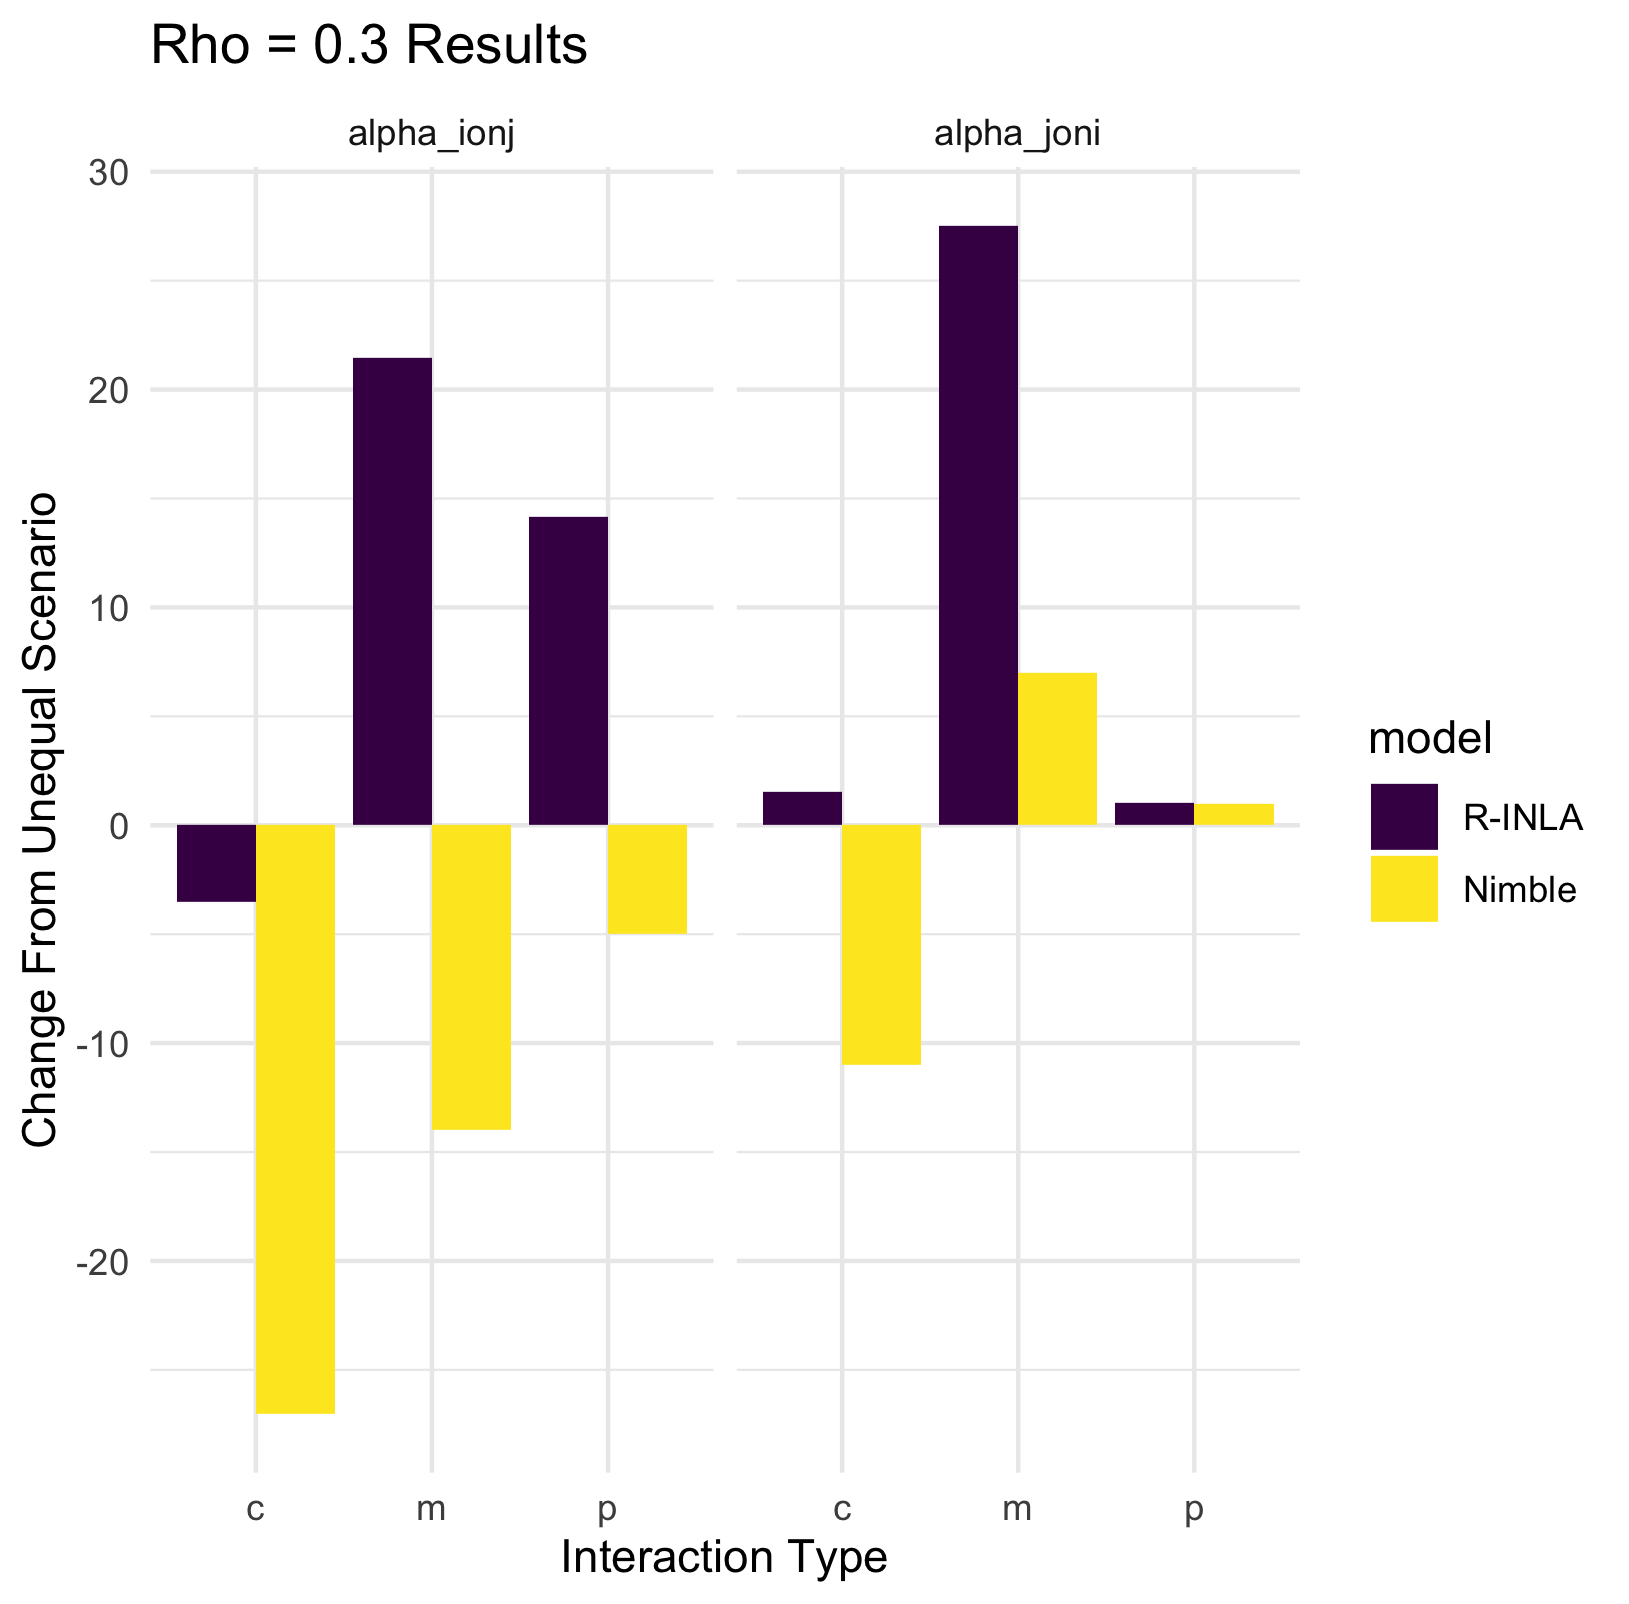 Rho = 0.3 Results
alpha_ionj
alpha_joni
30
20
10
0
-10
-20
Change From Unequal Scenario
c
m
p
c
m
p
Interaction Type
model
R-INLA
Nimble